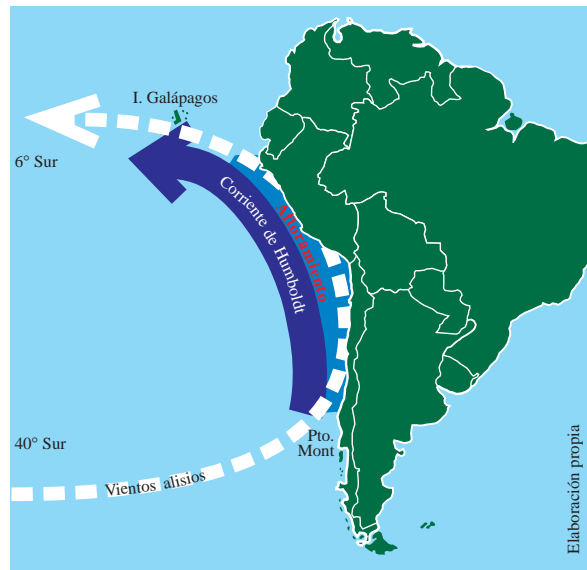 I. Galápagos
6° Sur
Corriente de Humboldt
Afloramiento
40° Sur
Pto.
Mont
Vientos alisios
Elaboración propia